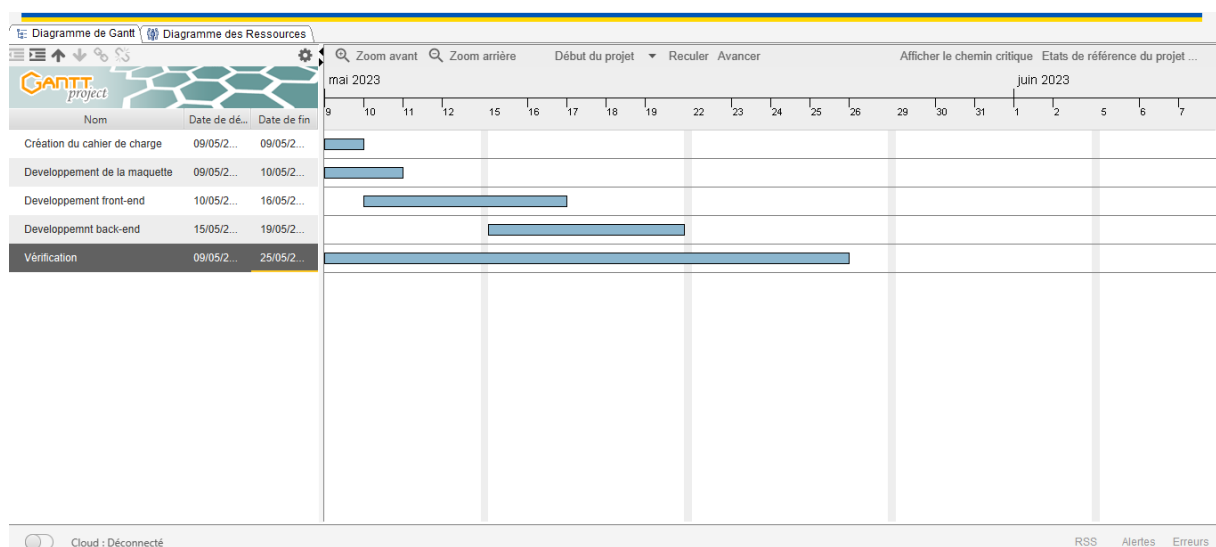 Diagramme de Gantt Diagramme des Ressources
Zoom avant Zoom arrière Début du projet Reculer Avancer Afficher le chemin critique Etats de référence du projet ...
GANTT project
mai 2023 juin 2023
Nom Date de dé... Date de fin
9 10 11 12 15 16 17 18 19 22 23 24 25 26 29 30 31 1 2 5 6 7
Création du cahier de charge 09/05/2... 09/05/2...
Developpement de la maquette 09/05/2... 10/05/2...
Developpement front-end 10/05/2... 16/05/2...
Developpemnt back-end 15/05/2... 19/05/2...
Vérification 09/05/2... 25/05/2...
Cloud : Déconnecté RSS Alertes Erreurs